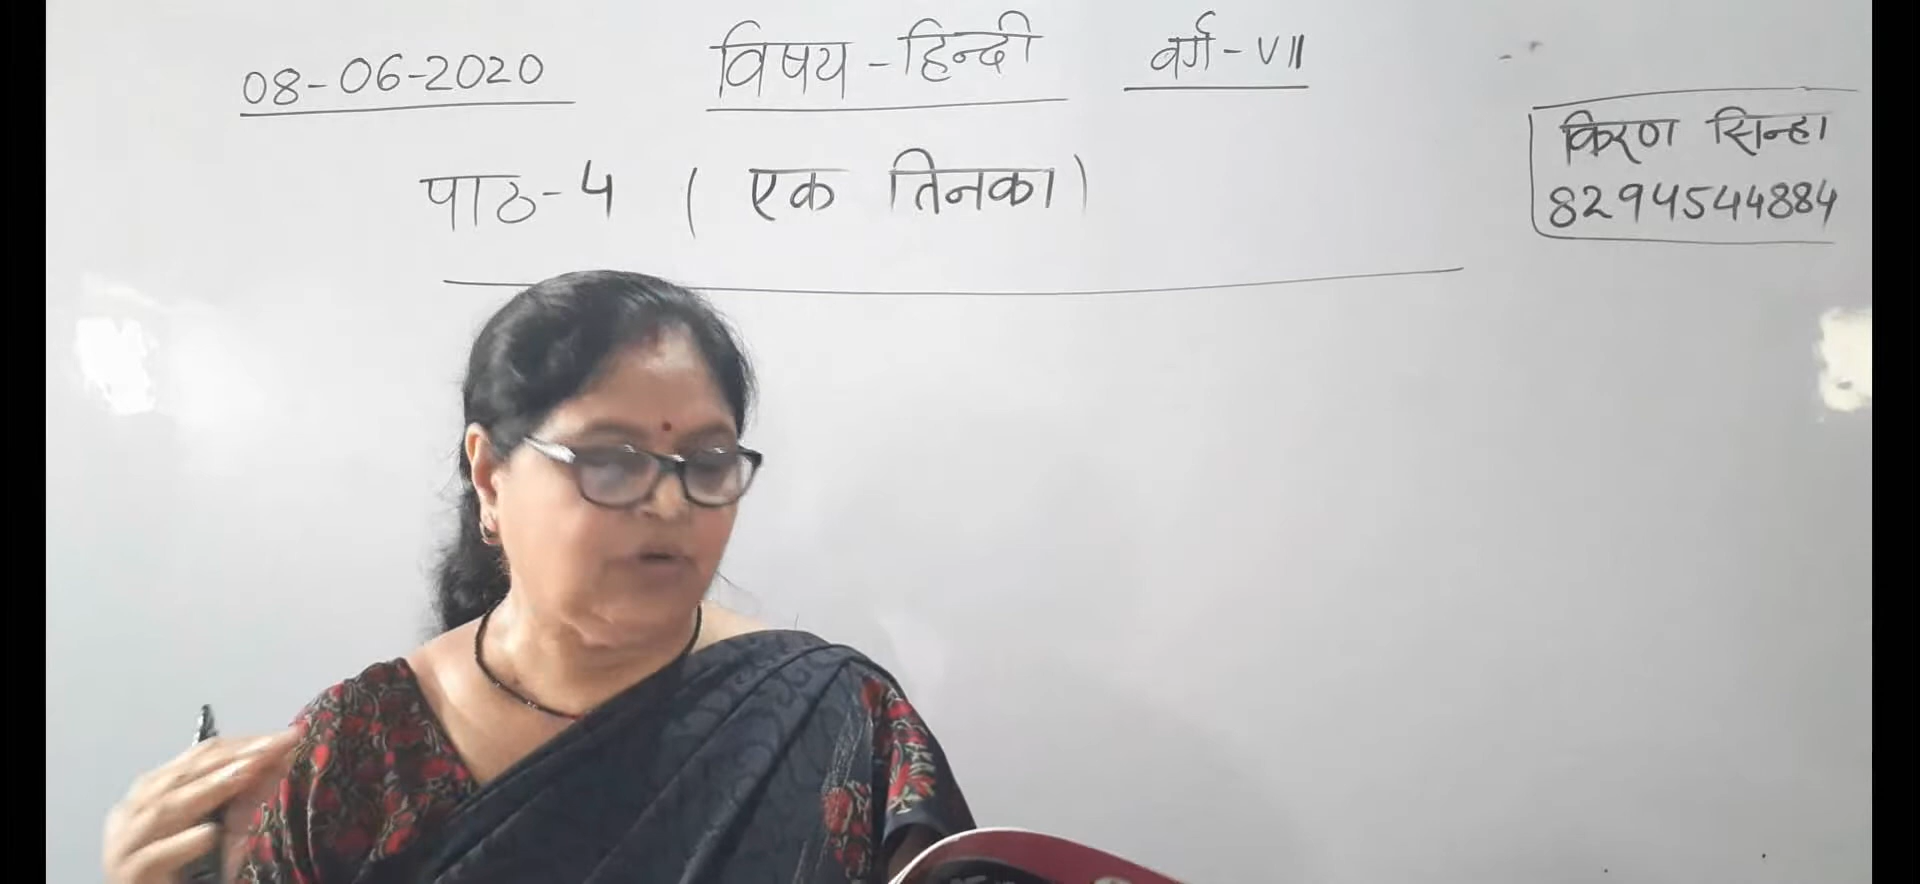 08-06-2020 विषय - हिन्दी वर्ग - VII
पाठ - 4 ( एक तिनका )
किरण सिन्हा
8294544884